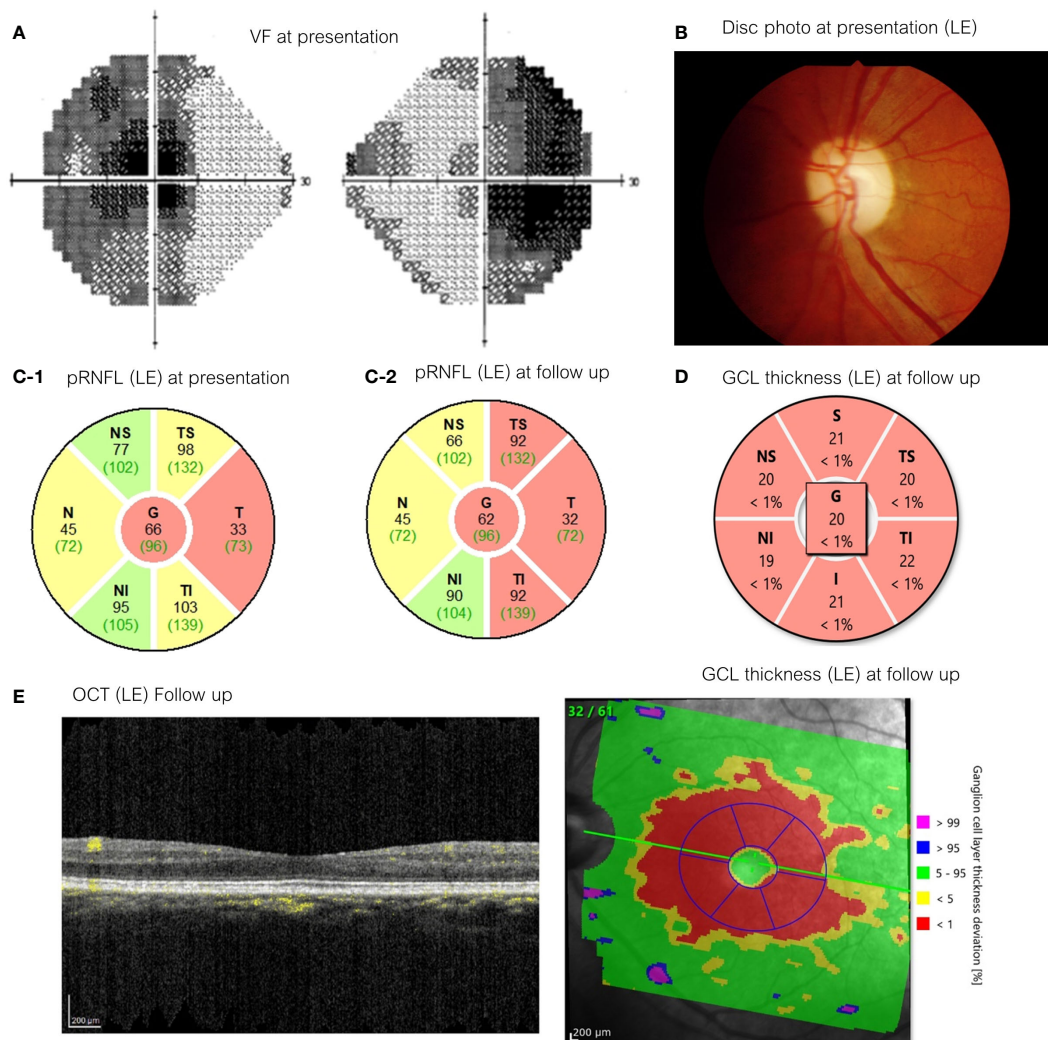 A
VF at presentation
30
30
B
Disc photo at presentation (LE)
C-1
pRNFL (LE) at presentation
NS
77
(102)
TS
98
(132)
N
45
(72)
G
66
(96)
T
33
(73)
NI
95
(105)
TI
103
(139)
C-2
pRNFL (LE) at follow up
NS
66
(102)
TS
92
(132)
N
45
(72)
G
62
(96)
T
32
(72)
NI
90
(104)
TI
92
(139)
D
GCL thickness (LE) at follow up
S
21
< 1%
NS
20
< 1%
TS
20
< 1%
G
20
< 1%
NI
19
< 1%
TI
22
< 1%
I
21
< 1%
E
OCT (LE) Follow up
200 µm
GCL thickness (LE) at follow up
32 / 61
200 µm
> 99
> 95
5 - 95
< 5
< 1
Ganglion cell layer thickness deviation [%]